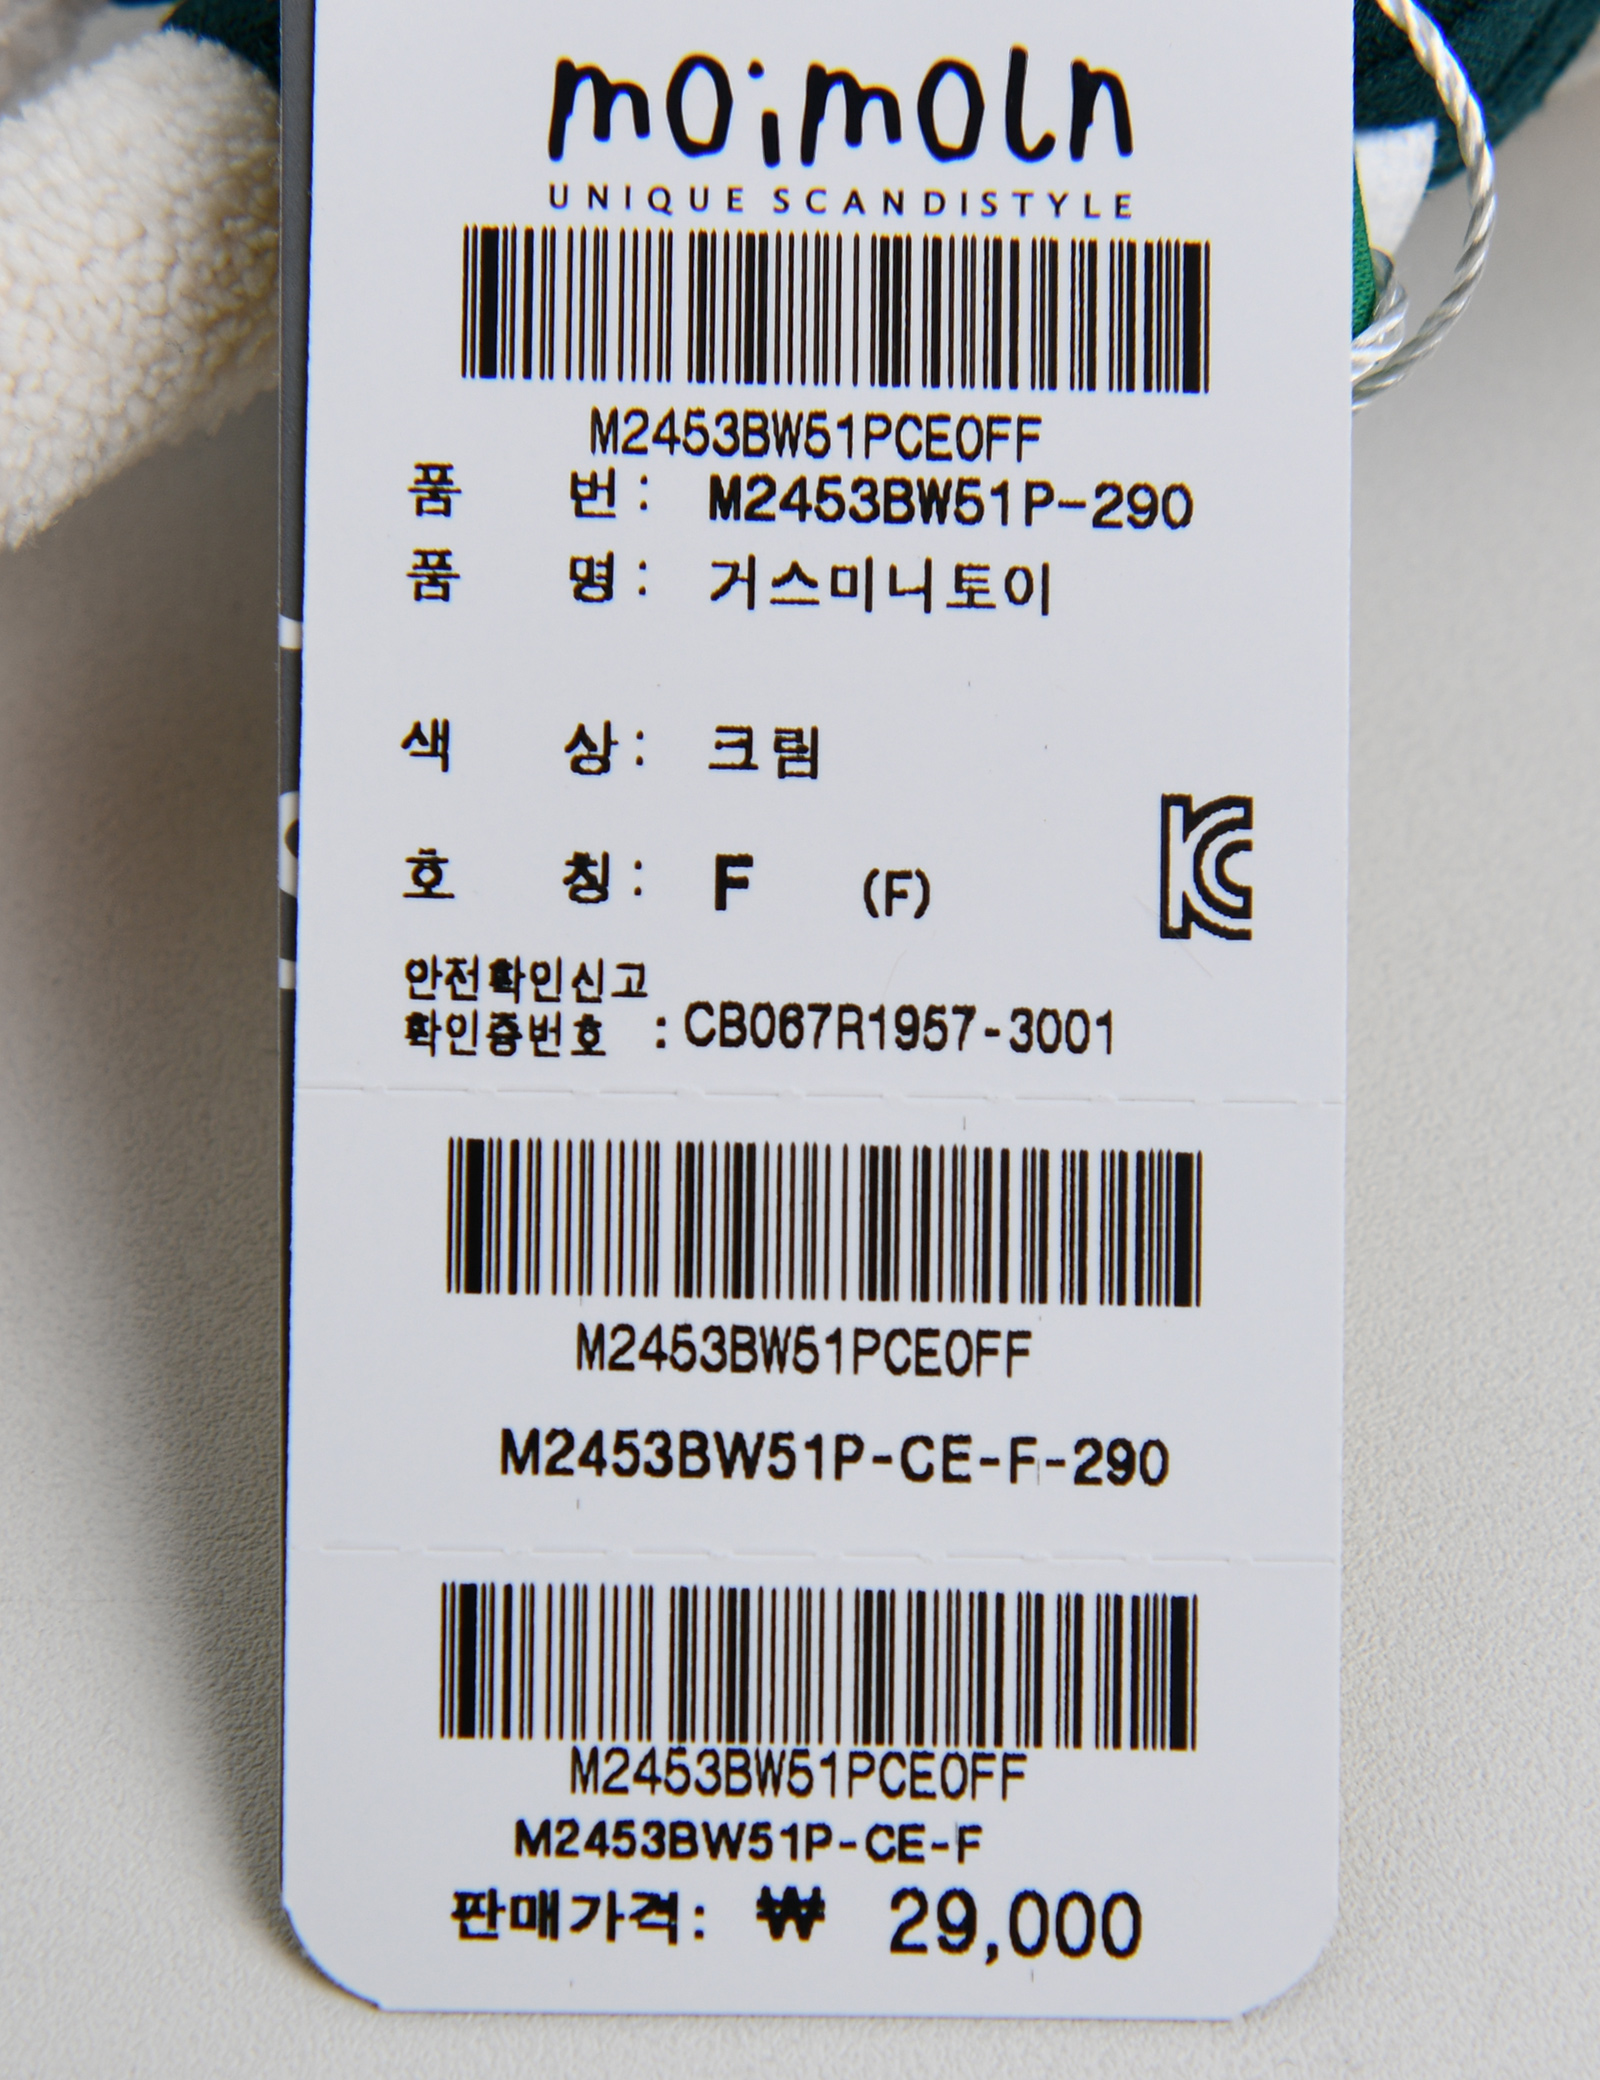 moimoln
UNIQUE SCANDISTYLE
M2453BW51PCE0FF
품 번 : M2453BW51P-290
품 명 : 거스미니토이
색 상 : 크림
호 칭 : F (F)
안전확인신고
확인증번호 : CB067R1957-3001
M2453BW51PCE0FF
M2453BW51P-CE-F-290
M2453BW51PCE0FF
M2453BW51P-CE-F
판매가격: ₩ 29,000